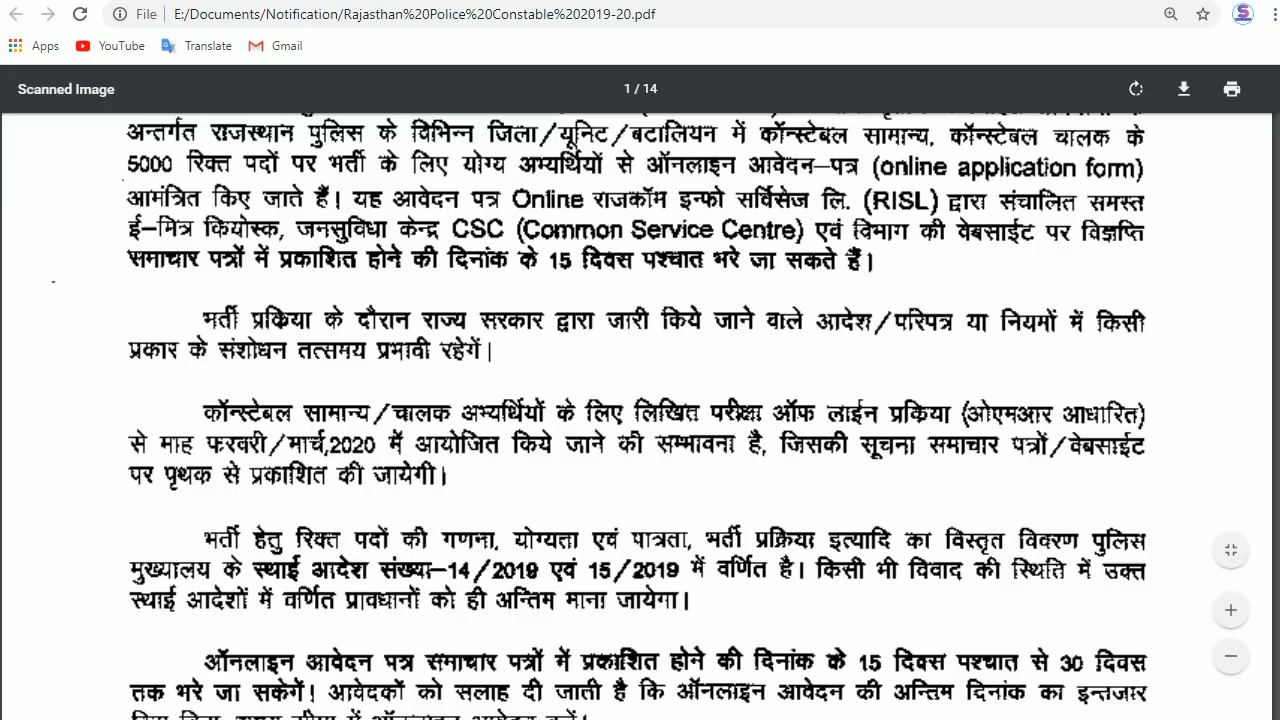 File | E:/Documents/Notification/Rajasthan%20Police%20Constable%202019-20.pdf
Apps YouTube Translate Gmail
Scanned Image 1 / 14
अन्तर्गत राजस्थान पुलिस के विभिन्न जिला/यूनिट/बटालियन में कॉन्स्टेबल सामान्य, कॉन्स्टेबल चालक के
5000 रिक्त पदों पर भर्ती के लिए योग्य अभ्यर्थियों से ऑनलाइन आवेदन–पत्र (online application form)
आमंत्रित किए जाते हैं। यह आवेदन पत्र Online राजकॉम इन्फो सर्विसेज लि. (RISL) द्वारा संचालित समस्त
ई–मित्र कियोस्क, जनसुविधा केन्द्र CSC (Common Service Centre) एवं विभाग की वेबसाईट पर विज्ञप्ति
समाचार पत्रों में प्रकाशित होने की दिनांक के 15 दिवस पश्चात भरे जा सकते हैं।
भर्ती प्रकिया के दौरान राज्य सरकार द्वारा जारी किये जाने वाले आदेश/परिपत्र या नियमों में किसी
प्रकार के संशोधन तत्समय प्रभावी रहेगें।
कॉन्स्टेबल सामान्य/चालक अभ्यर्थियों के लिए लिखित परीक्षा ऑफ लाईन प्रकिया (ओएमआर आधारित)
से माह फरवरी/मार्च,2020 में आयोजित किये जाने की सम्भावना है, जिसकी सूचना समाचार पत्रों/वेबसाईट
पर पृथक से प्रकाशित की जायेगी।
भर्ती हेतु रिक्त पदों की गणना, योग्यता एवं पात्रता, भर्ती प्रकिया इत्यादि का विस्तृत विवरण पुलिस
मुख्यालय के स्थाई आदेश संख्या–14/2019 एवं 15/2019 में वर्णित है। किसी भी विवाद की स्थिति में उक्त
स्थाई आदेशों में वर्णित प्रावधानों को ही अन्तिम माना जायेगा।
ऑनलाइन आवेदन पत्र समाचार पत्रों में प्रकाशित होने की दिनांक के 15 दिवस पश्चात से 30 दिवस
तक भरे जा सकेगें। आवेदकों को सलाह दी जाती है कि ऑनलाइन आवेदन की अन्तिम दिनांक का इन्तजार